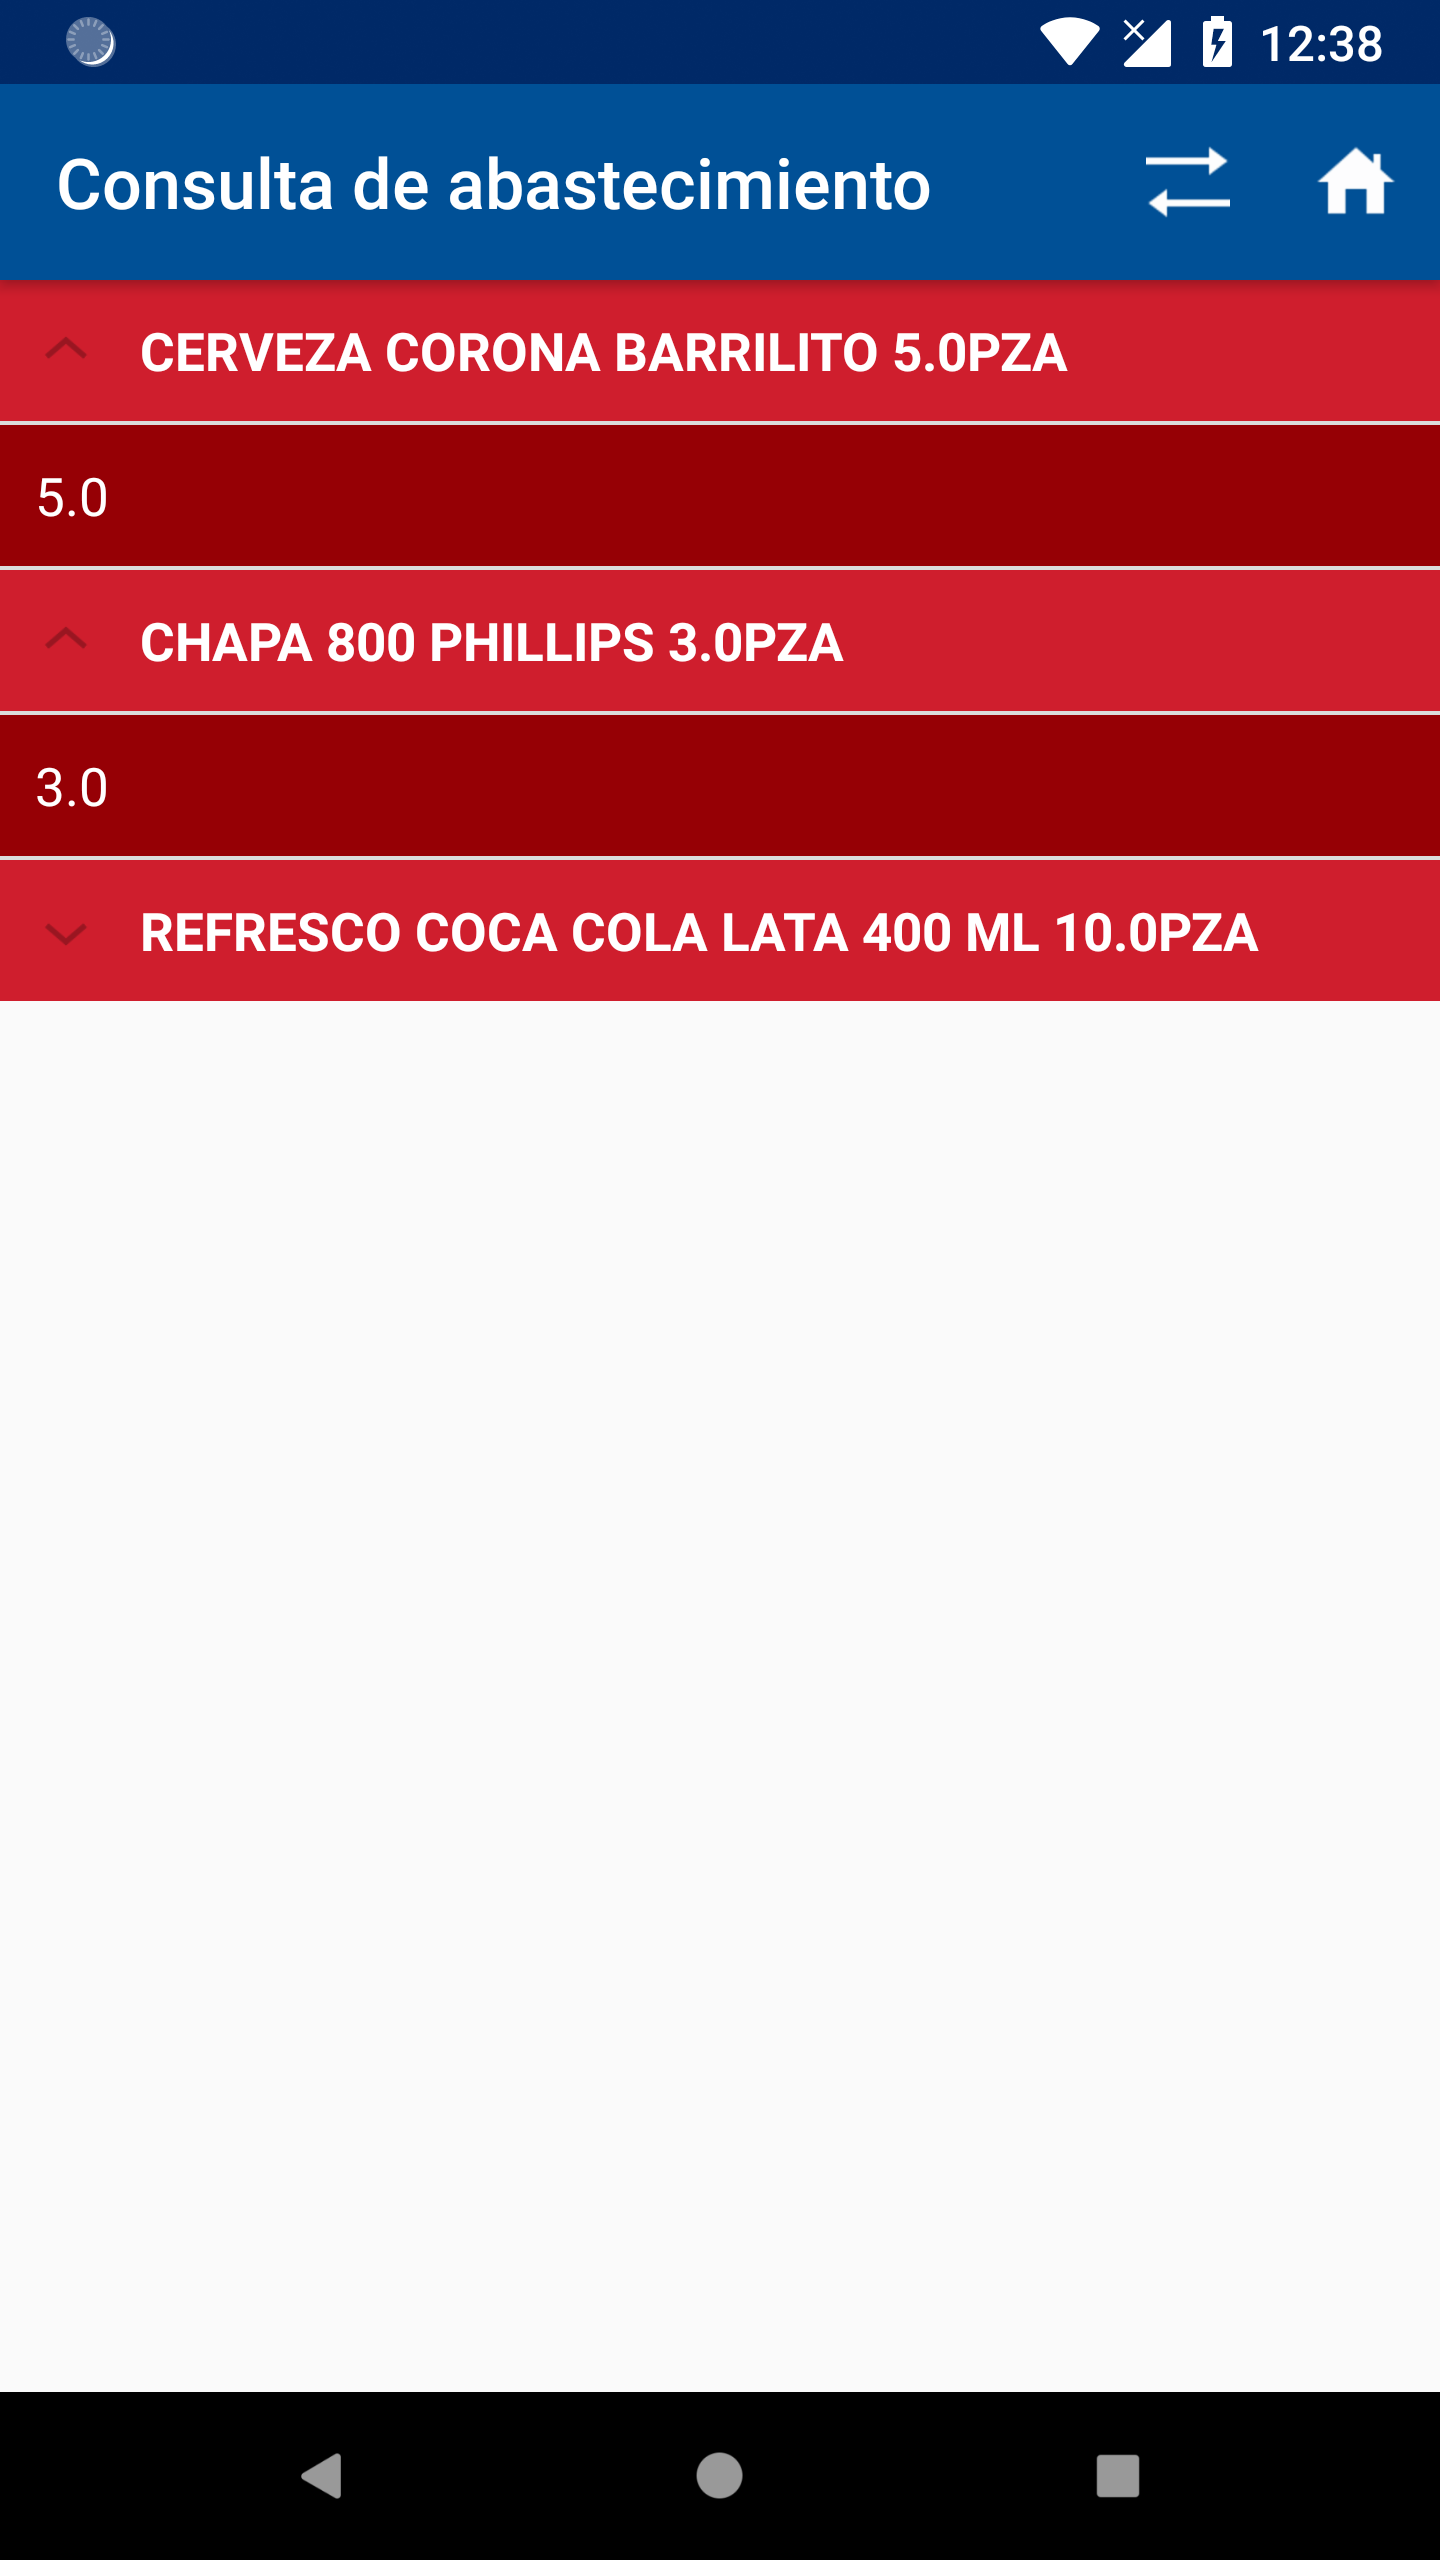 12:38
Consulta de abastecimiento
CERVEZA CORONA BARRILITO 5.0PZA
5.0
CHAPA 800 PHILLIPS 3.0PZA
3.0
REFRESCO COCA COLA LATA 400 ML 10.0PZA